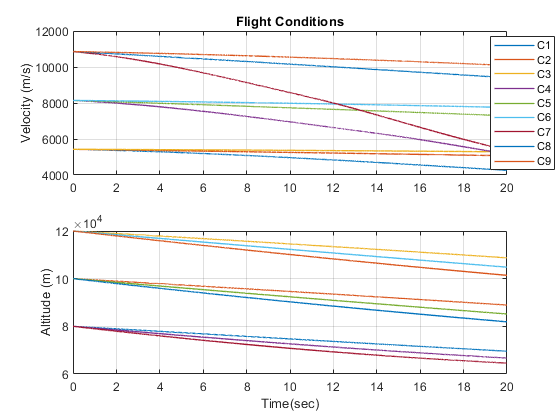 Flight Conditions
12000
10000
8000
6000
4000
Velocity (m/s)
0 2 4 6 8 10 12 14 16 18 20
C1
C2
C3
C4
C5
C6
C7
C8
C9
×10^4
12
10
8
6
Altitude (m)
0 2 4 6 8 10 12 14 16 18 20
Time(sec)